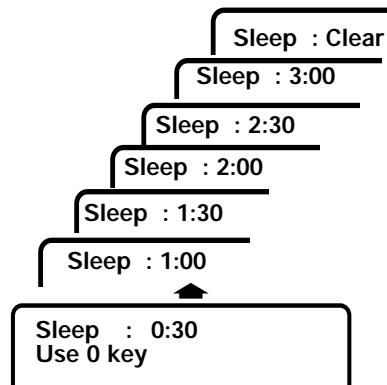 Sleep : Clear
Sleep : 3:00
Sleep : 2:30
Sleep : 2:00
Sleep : 1:30
Sleep : 1:00
Sleep : 0:30
Use 0 key